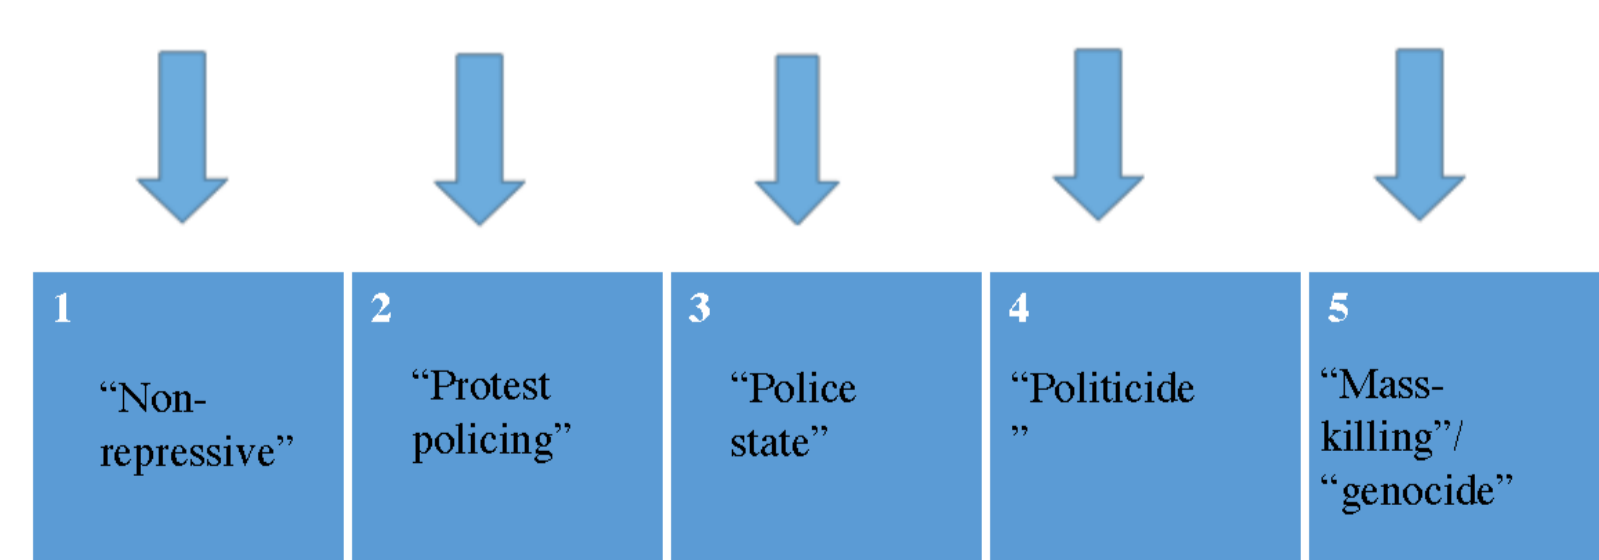 1
“Non-
repressive”
2
“Protest
policing”
3
“Police
state”
4
“Politicide
”
5
“Mass-
killing”/
“genocide”